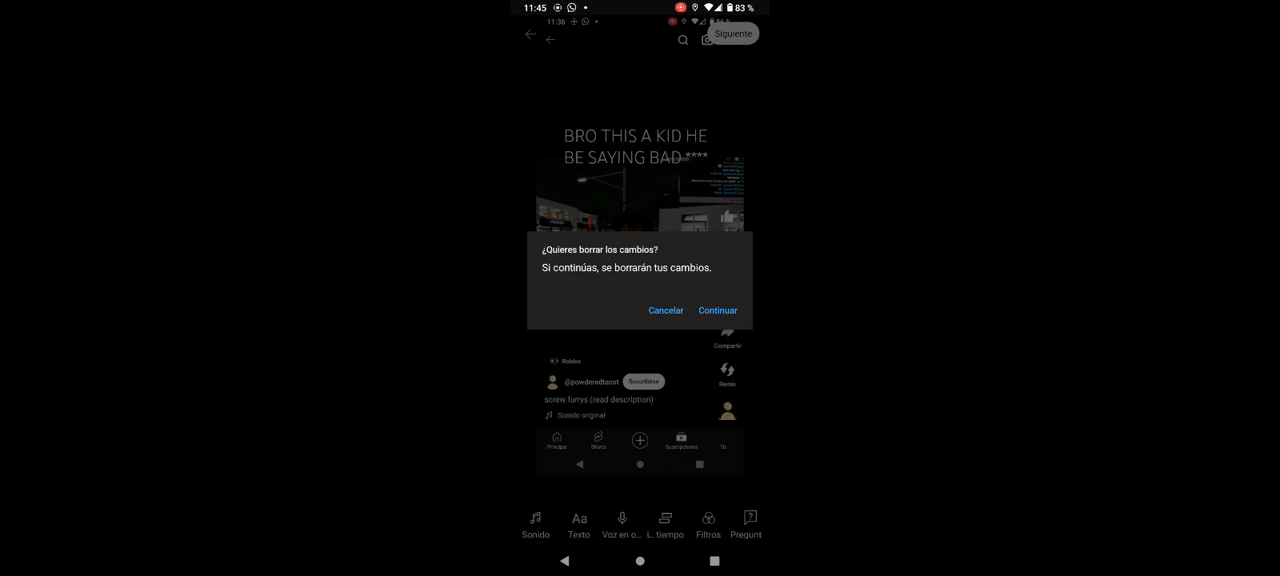 11:45 83 %
11:36
Siguiente
BRO THIS A KID HE
BE SAYING BAD ****
¿Quieres borrar los cambios?
Si continúas, se borrarán tus cambios.
Cancelar Continuar
Compartir
Roblox
@powderedtaost Suscribirse
Remix
screw furrys (read description)
Sonido original
Principal Shorts Suscripciones Tú
Sonido Texto Voz en o... L. tiempo Filtros Pregunt